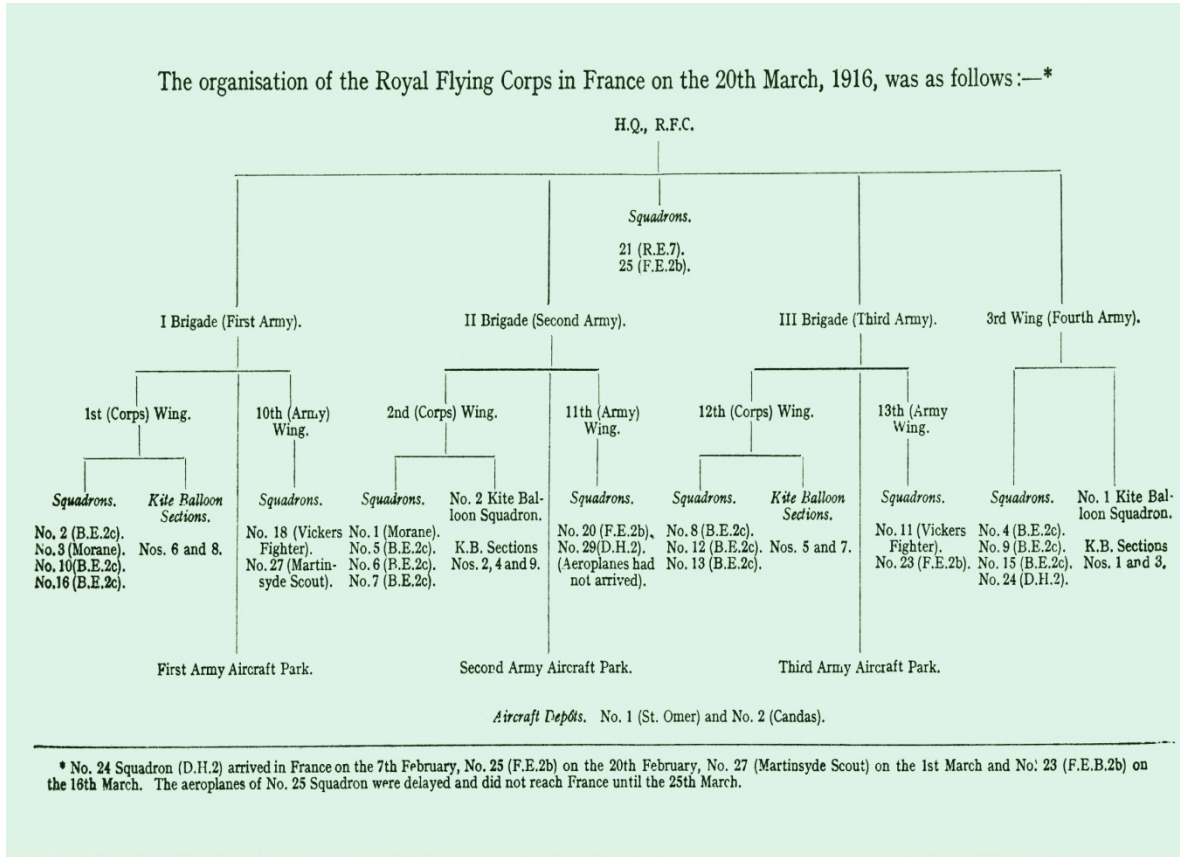 The organisation of the Royal Flying Corps in France on the 20th March, 1916, was as follows:—*
H.Q., R.F.C.
Squadrons.
21 (R.E.7).
25 (F.E.2b).
I Brigade (First Army).
II Brigade (Second Army).
III Brigade (Third Army).
3rd Wing (Fourth Army).
1st (Corps) Wing.
10th (Army)
Wing.
2nd (Corps) Wing.
11th (Army)
Wing.
12th (Corps) Wing.
13th (Army
Wing.
Squadrons.
No. 2 (B.E.2c).
No. 3 (Morane).
No. 10 (B.E.2c).
No. 16 (B.E.2c).
Kite Balloon
Sections.
Nos. 6 and 8.
Squadrons.
No. 18 (Vickers
Fighter).
No. 27 (Martin-
syde Scout).
Squadrons.
No. 1 (Morane).
No. 5 (B.E.2c).
No. 6 (B.E.2c).
No. 7 (B.E.2c).
No. 2 Kite Bal-
loon Squadron.
K.B. Sections
Nos. 2, 4 and 9.
Squadrons.
No. 20 (F.E.2b).
No. 29 (D.H.2).
(Aeroplanes had
not arrived).
Squadrons.
No. 8 (B.E.2c).
No. 12 (B.E.2c).
No. 13 (B.E.2c).
Kite Balloon
Sections.
Nos. 5 and 7.
Squadrons.
No. 11 (Vickers
Fighter).
No. 23 (F.E.2b).
Squadrons.
No. 4 (B.E.2c).
No. 9 (B.E.2c).
No. 15 (B.E.2c).
No. 24 (D.H.2).
No. 1 Kite Bal-
loon Squadron.
K.B. Sections
Nos. 1 and 3.
First Army Aircraft Park.
Second Army Aircraft Park.
Third Army Aircraft Park.
Aircraft Depôts. No. 1 (St. Omer) and No. 2 (Candas).
* No. 24 Squadron (D.H.2) arrived in France on the 7th February, No. 25 (F.E.2b) on the 20th February, No. 27 (Martinsyde Scout) on the 1st March and No. 23 (F.E.B.2b) on
the 16th March. The aeroplanes of No. 25 Squadron were delayed and did not reach France until the 25th March.